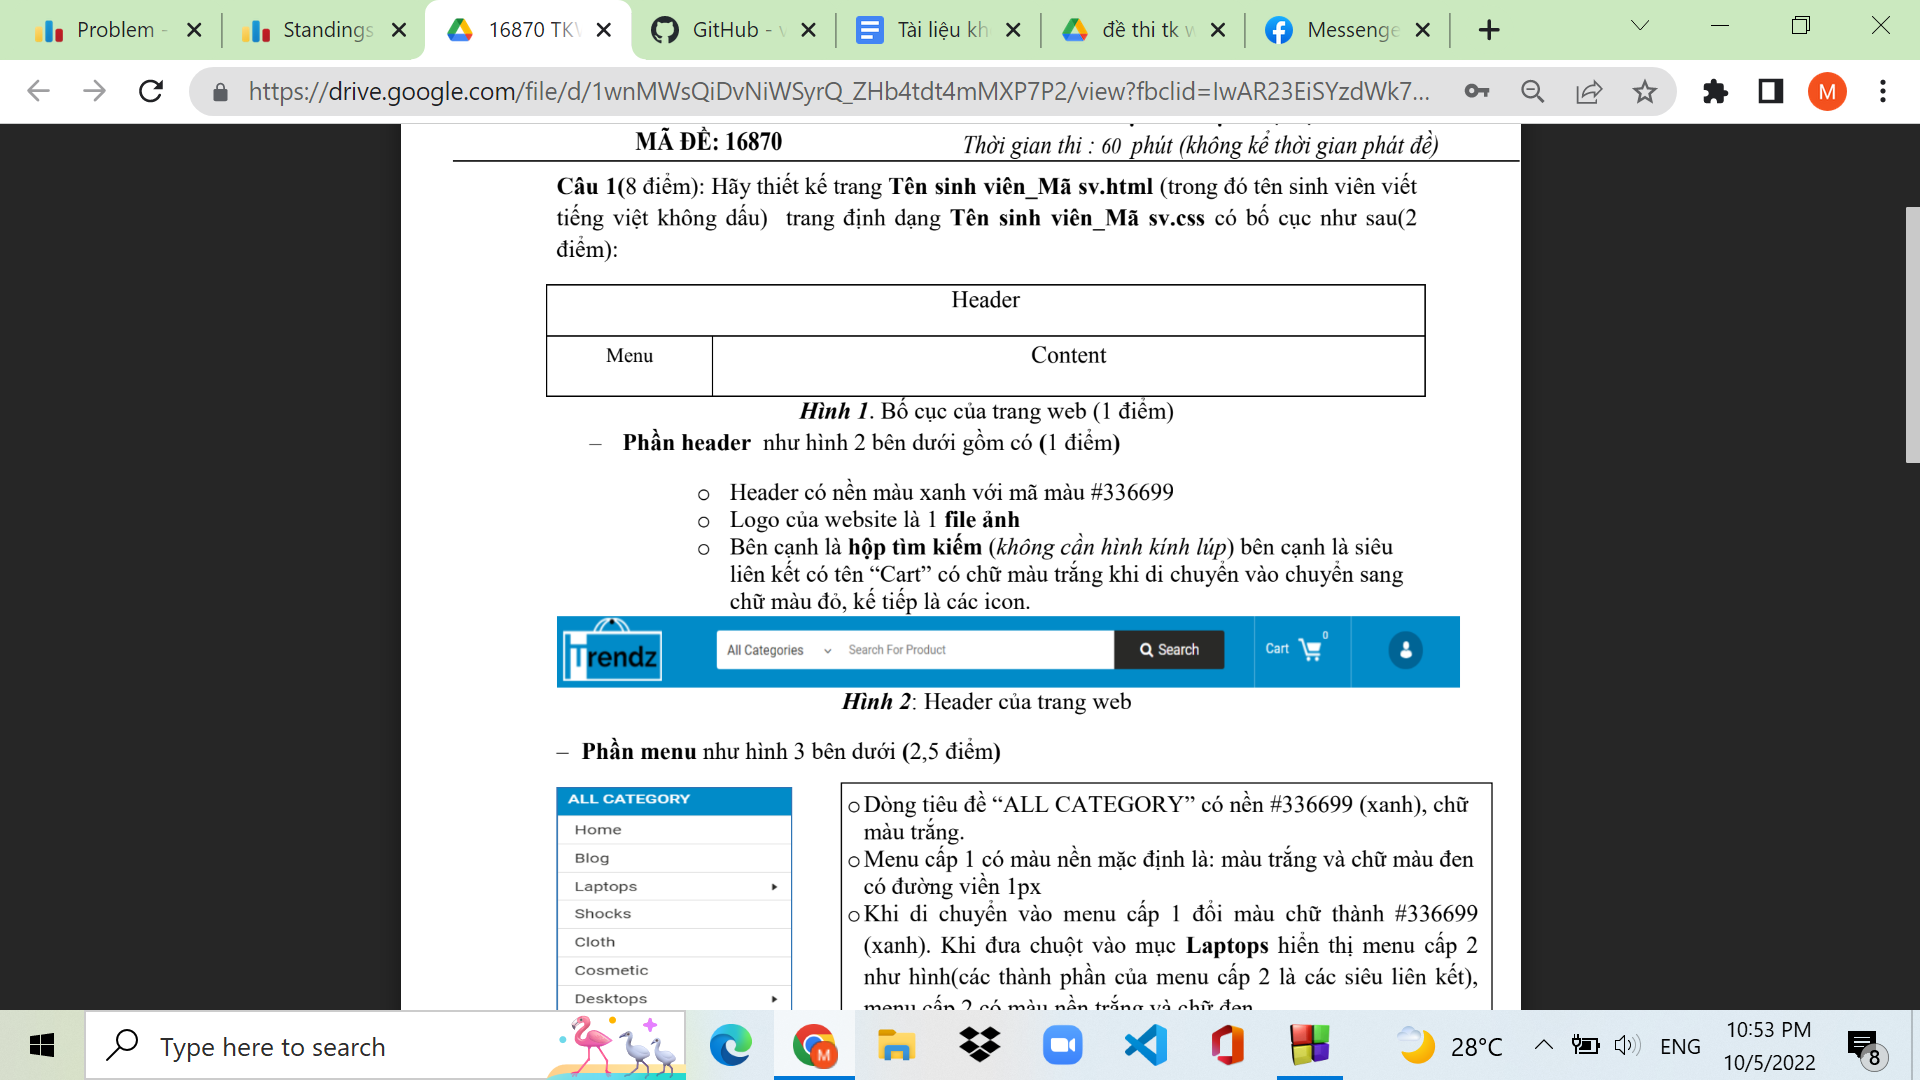 Problem -
Standings
16870 TKV
GitHub - v
Tài liệu kh
đề thi tk w
Messenge
https://drive.google.com/file/d/1wnMWsQiDvNiWSyrQ_ZHb4tdt4mMXP7P2/view?fbclid=IwAR23EiSYzdWk7...
M
MÃ ĐỀ: 16870
Thời gian thi : 60 phút (không kể thời gian phát đề)
Câu 1(8 điểm): Hãy thiết kế trang Tên sinh viên_Mã sv.html (trong đó tên sinh viên viết
tiếng việt không dấu) trang định dạng Tên sinh viên_Mã sv.css có bố cục như sau(2
điểm):
Header
Menu
Content
Hình 1. Bố cục của trang web (1 điểm)
– Phần header như hình 2 bên dưới gồm có (1 điểm)
o Header có nền màu xanh với mã màu #336699
o Logo của website là 1 file ảnh
o Bên cạnh là hộp tìm kiếm (không cần hình kính lúp) bên cạnh là siêu
liên kết có tên “Cart” có chữ màu trắng khi di chuyển vào chuyển sang
chữ màu đỏ, kế tiếp là các icon.
Trendz
All Categories
Search For Product
Search
Cart
0
Hình 2: Header của trang web
– Phần menu như hình 3 bên dưới (2,5 điểm)
ALL CATEGORY
Home
Blog
Laptops
Shocks
Cloth
Cosmetic
Desktops
o Dòng tiêu đề “ALL CATEGORY” có nền #336699 (xanh), chữ
màu trắng.
o Menu cấp 1 có màu nền mặc định là: màu trắng và chữ màu đen
có đường viền 1px
o Khi di chuyển vào menu cấp 1 đổi màu chữ thành #336699
(xanh). Khi đưa chuột vào mục Laptops hiển thị menu cấp 2
như hình(các thành phần của menu cấp 2 là các siêu liên kết),
menu cấp 2 có màu nền trắng và chữ đen
Type here to search
M
28°C
ENG
10:53 PM
10/5/2022
8